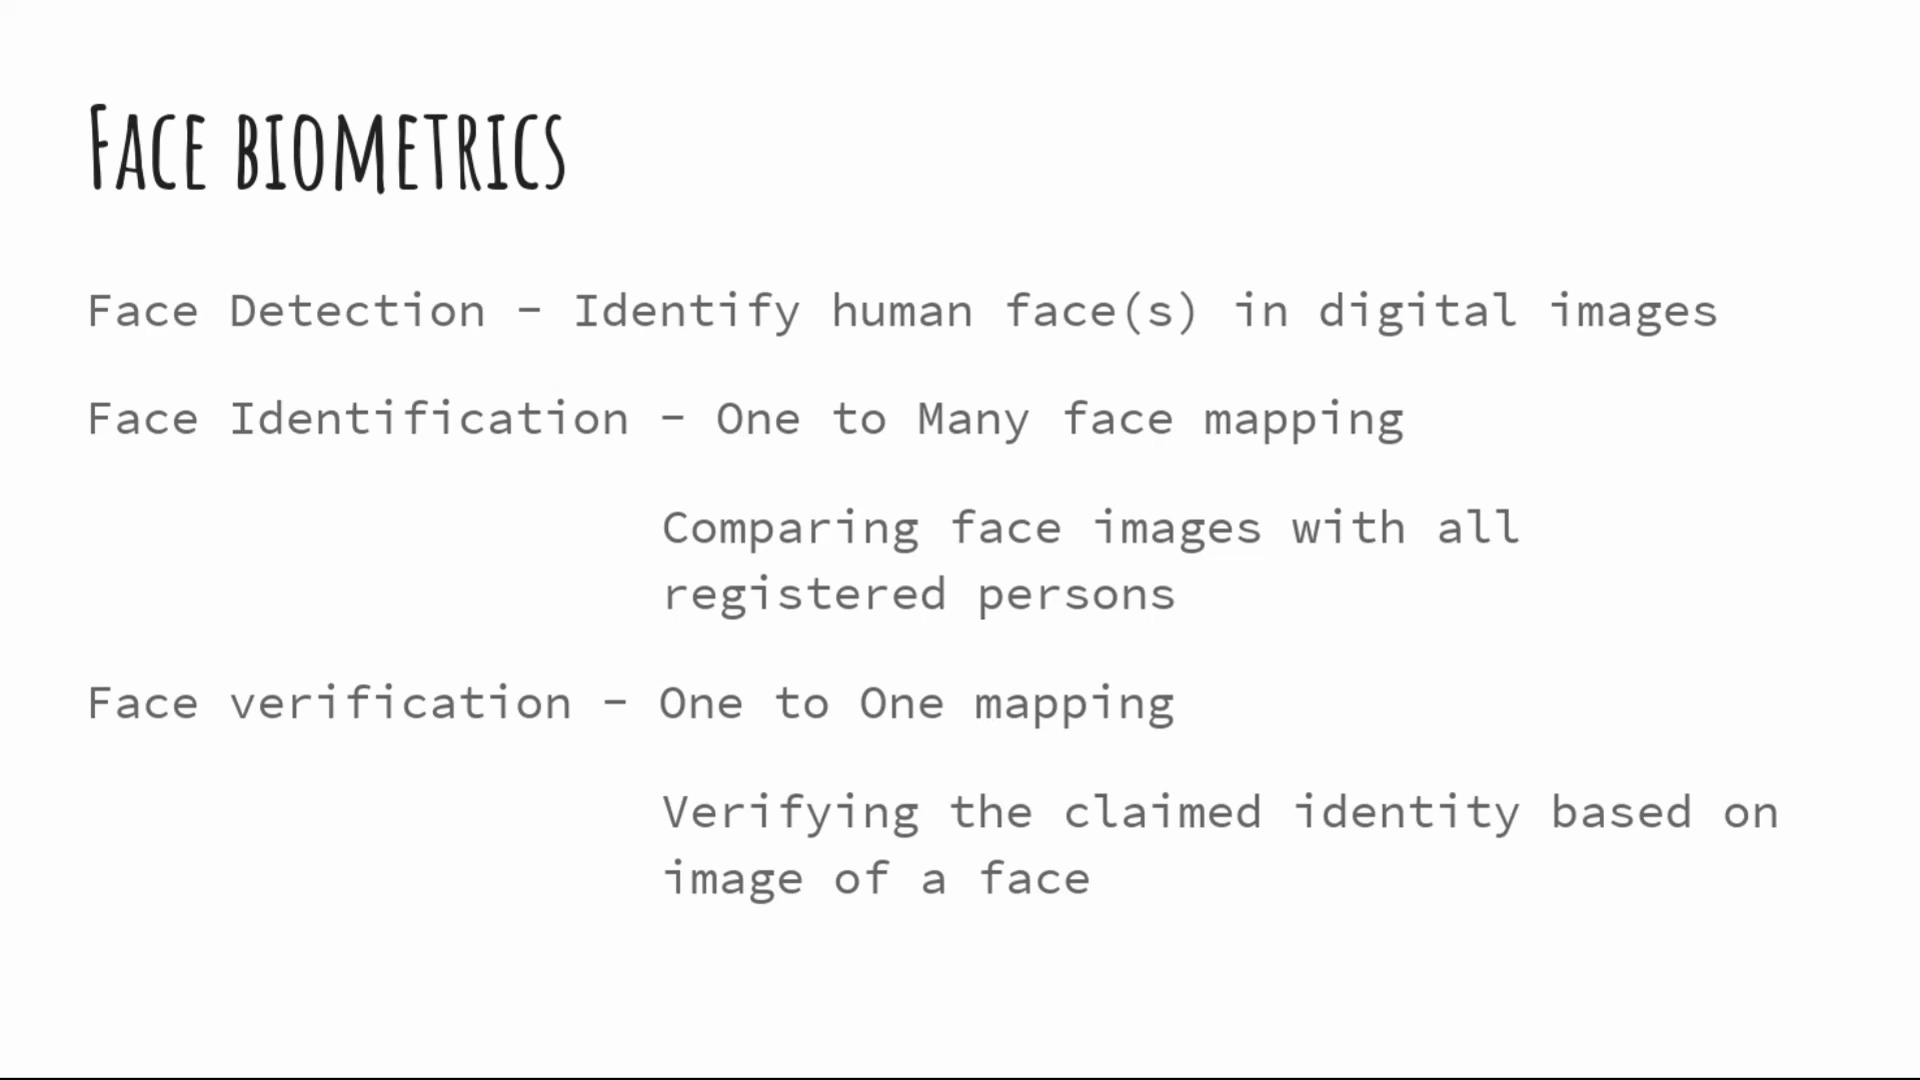 Face biometrics
Face Detection - Identify human face(s) in digital images
Face Identification - One to Many face mapping
Comparing face images with all
registered persons
Face verification - One to One mapping
Verifying the claimed identity based on
image of a face